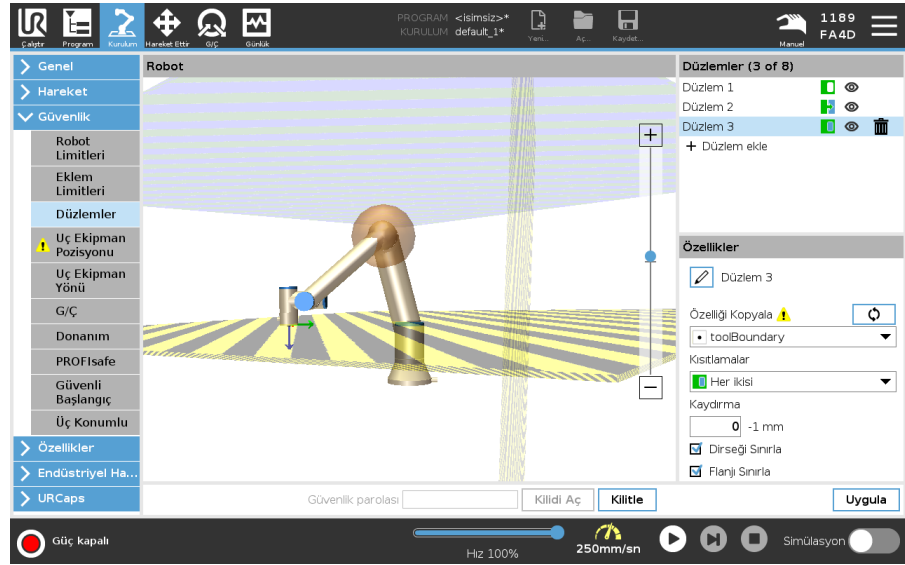 Çalıştır
Program
Kurulum
Hareket Ettir
G/Ç
Günlük
PROGRAM <isimsiz>*
KURULUM default_1*
Yeni...
Aç...
Kaydet...
Manuel
1189
FA4D
Genel
Hareket
Güvenlik
Robot
Limitleri
Eklem
Limitleri
Düzlemler
Uç Ekipman
Pozisyonu
Uç Ekipman
Yönü
G/Ç
Donanım
PROFIsafe
Güvenli
Başlangıç
Üç Konumlu
Özellikler
Endüstriyel Ha...
URCaps
Robot
Düzlemler (3 of 8)
Düzlem 1
Düzlem 2
Düzlem 3
+ Düzlem ekle
Özellikler
Düzlem 3
Özelliği Kopyala
toolBoundary
Kısıtlamalar
Her ikisi
Kaydırma
0 -1 mm
Dirseği Sınırla
Flanjı Sınırla
Güvenlik parolası
Kilidi Aç
Kilitle
Uygula
Güç kapalı
Hız 100%
250mm/sn
Simülasyon